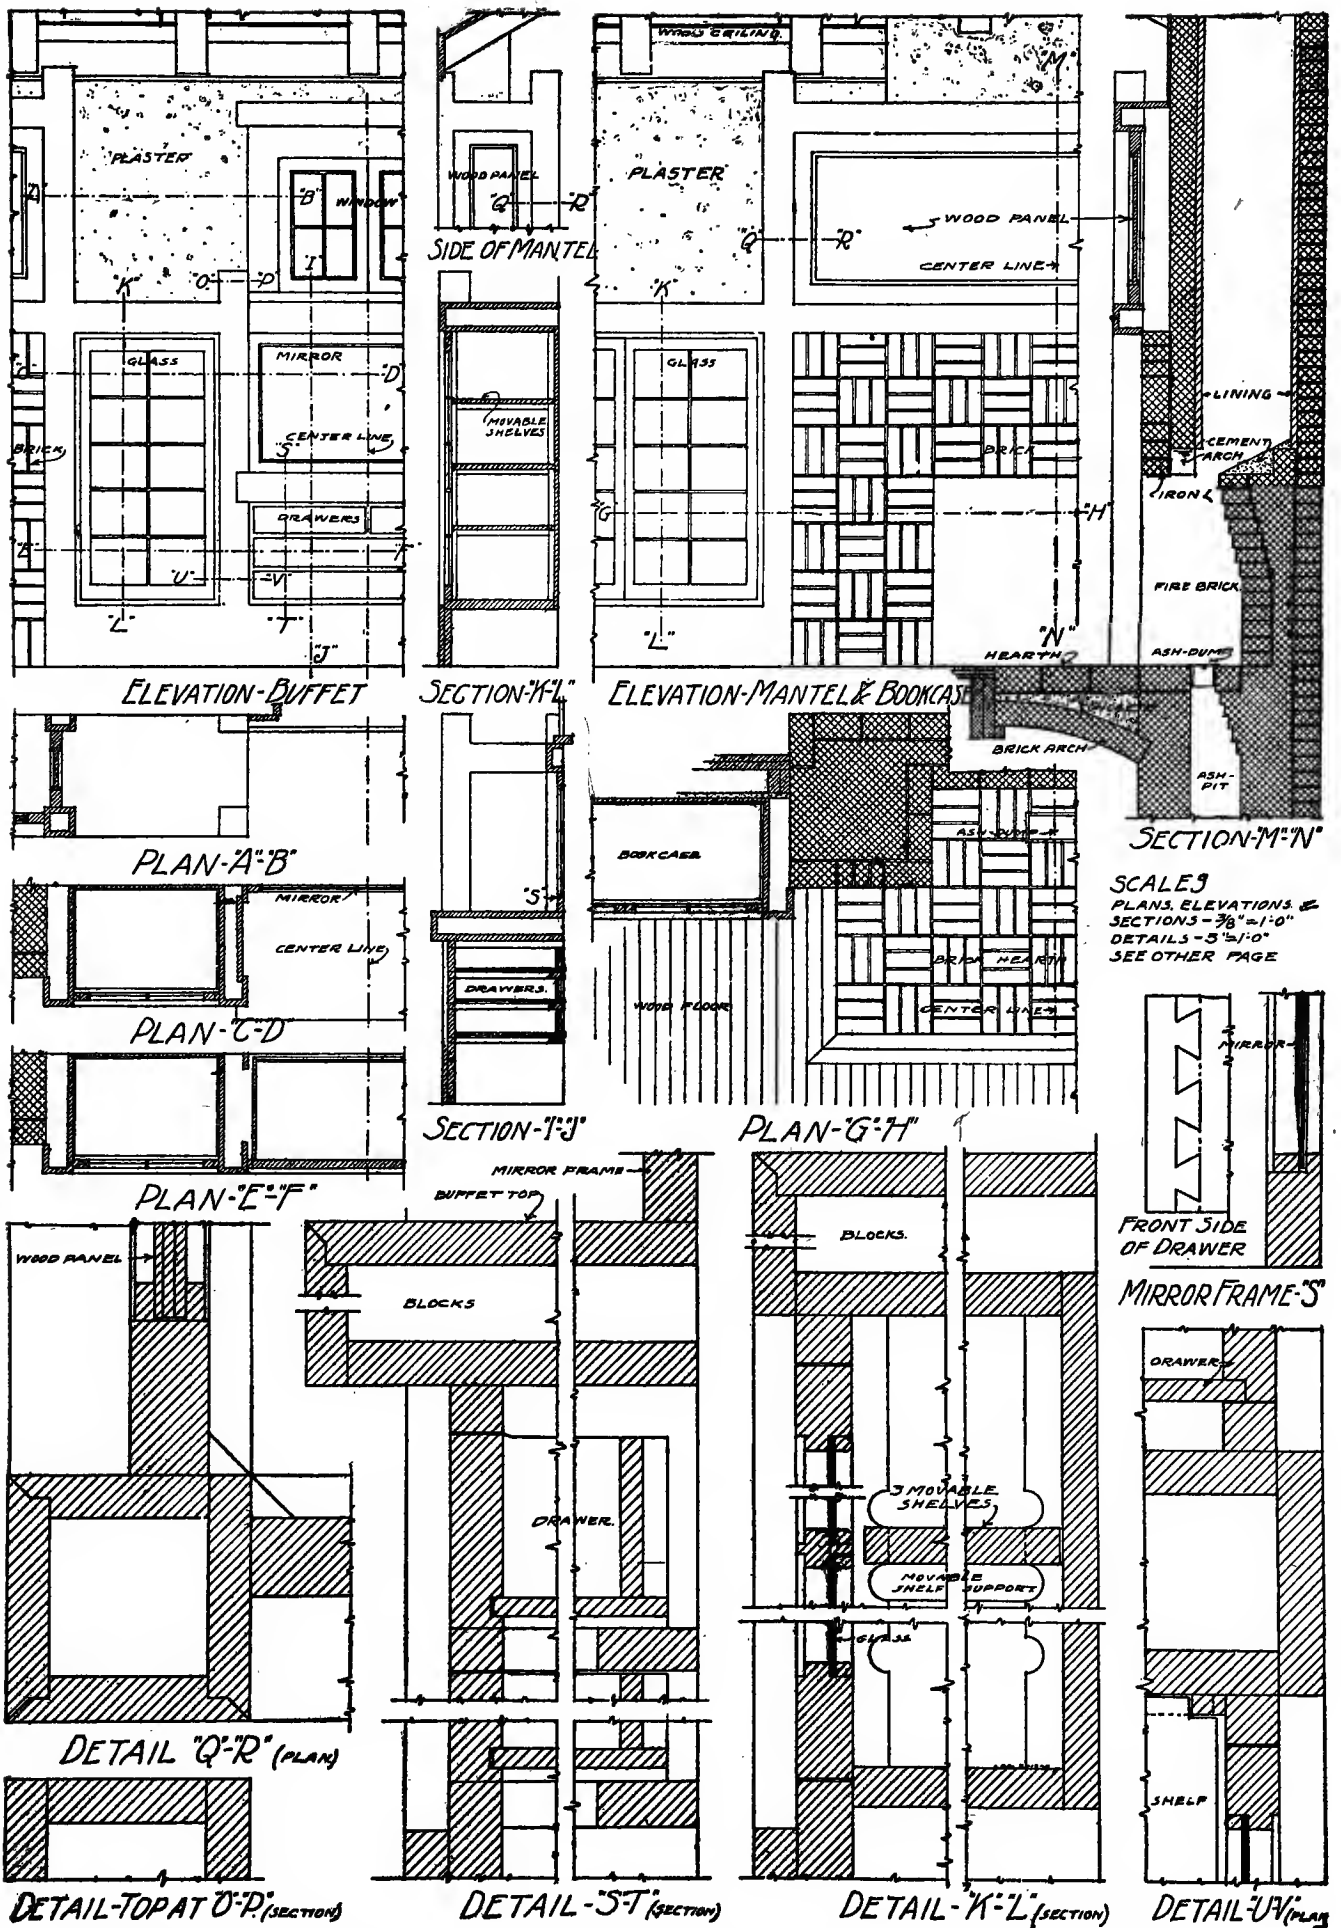 WOOD CEILING
"M"
PLASTER
"A"
"B"
WINDOW
WOOD PANEL
"Q" "R"
SIDE OF MANTEL
PLASTER
WOOD PANEL
"Q" "R"
CENTER LINE
"I"
"O" "P"
"K"
"K"
GLASS
MIRROR
"C"
"D"
CENTER LINE
"S"
BRICK
DRAWERS
"E"
"F"
"U" "V"
"L"
"T"
"J"
MOVABLE
SHELVES
GLASS
BRICK
"G"
"H"
"L"
"N"
LINING
CEMENT
ARCH
IRON L
FIRE BRICK
HEARTH
ASH-DUMP
BRICK ARCH
ASH-
PIT
ELEVATION-BUFFET
SECTION-"K"-"L"
ELEVATION-MANTEL & BOOKCASE
SECTION-"M"-"N"
PLAN-"A"-"B"
MIRROR
CENTER LINE
PLAN-"C"-"D"
PLAN-"E"-"F"
"S"
DRAWERS.
SECTION-"I"-"J"
BOOKCASE
ASH-DUMP
BRICK HEARTH
WOOD FLOOR
CENTER LINE
PLAN-"G"-"H"
SCALES
PLANS, ELEVATIONS &
SECTIONS - 3/8"=1'-0"
DETAILS - 3"=1'-0"
SEE OTHER PAGE
MIRROR
FRONT SIDE
OF DRAWER
MIRROR FRAME-"S"
WOOD PANEL
DETAIL "Q"-"R" (PLAN)
DETAIL-TOP AT "O"-"P" (SECTION)
MIRROR FRAME
BUFFET TOP
BLOCKS
DRAWER.
DETAIL-"S"-"T" (SECTION)
BLOCKS.
3 MOVABLE
SHELVES
MOVABLE
SHELF SUPPORT
GLASS
DETAIL-"K"-"L" (SECTION)
DRAWER
SHELF
DETAIL-"U"-"V" (PLAN)